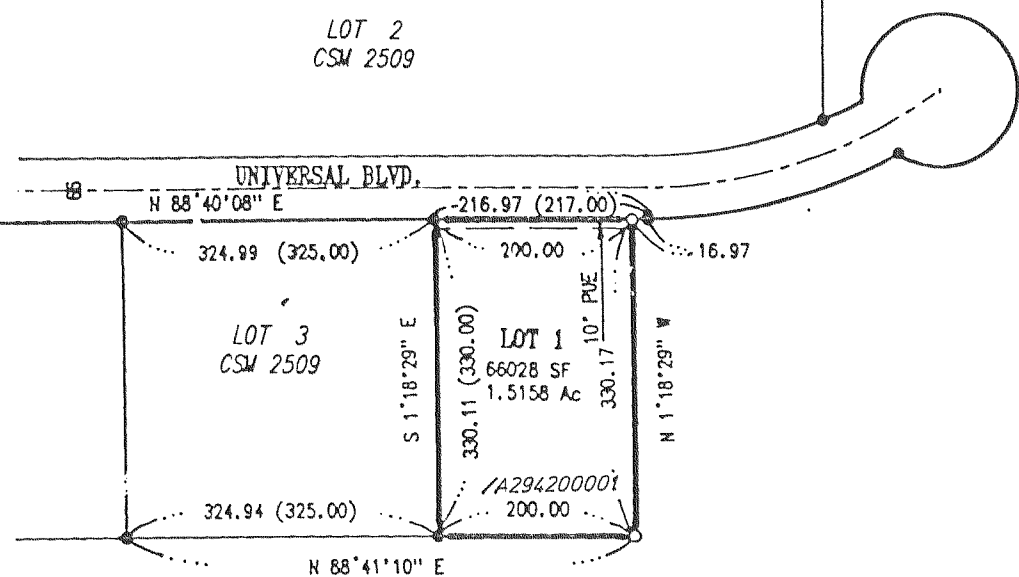 LOT 2
CSM 2509
UNIVERSAL BLVD.
66
N 88°40'08" E
216.97 (217.00)
324.99 (325.00)
200.00
16.97
10' PUE
LOT 3
CSM 2509
S 1°18'29" E
330.11 (330.00)
LOT 1
66028 SF
1.5158 Ac
330.17
N 1°18'29" W
/A294200001
324.94 (325.00)
200.00
N 88°41'10" E